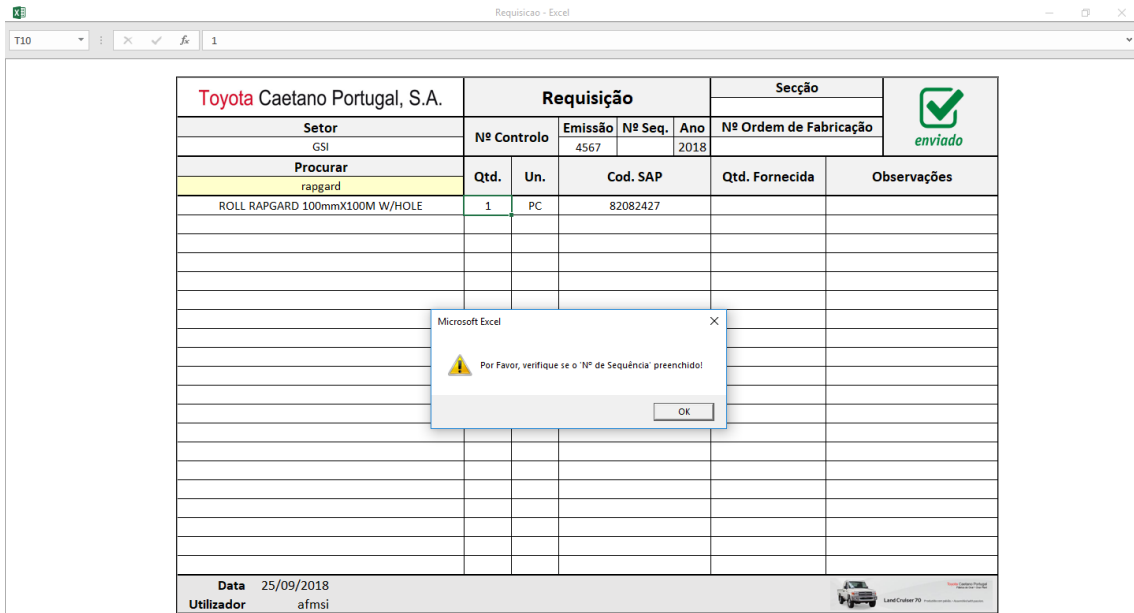 Requisicao - Excel
T10
fx
1
Toyota Caetano Portugal, S.A.
Requisição
Secção
enviado
Setor
Nº Controlo
Emissão
Nº Seq.
Ano
Nº Ordem de Fabricação
GSI
4567
2018
Procurar
Qtd.
Un.
Cod. SAP
Qtd. Fornecida
Observações
rapgard
ROLL RAPGARD 100mmX100M W/HOLE
1
PC
82082427
Microsoft Excel
Por Favor, verifique se o 'Nº de Sequência' preenchido!
OK
Data 25/09/2018
Utilizador afmsi
Toyota Caetano Portugal
Land Cruiser 70